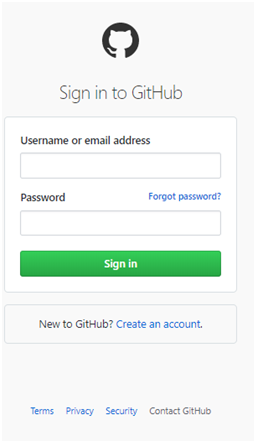 Sign in to GitHub
Username or email address
Password Forgot password?
Sign in
New to GitHub? Create an account.
Terms Privacy Security Contact GitHub